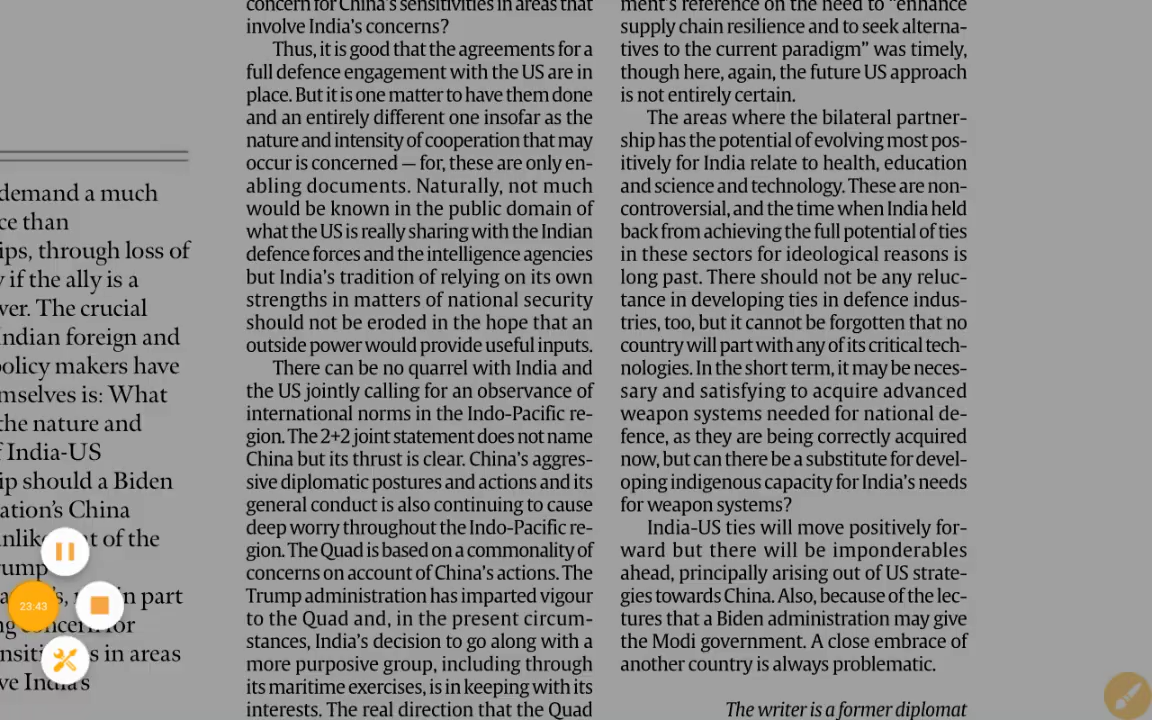 demand a much
ce than
ips, through loss of
if the ally is a
ver. The crucial
ndian foreign and
policy makers have
mselves is: What
the nature and
f India-US
ip should a Biden
ation's China
t of the
rump
n part
ng concern for
s in areas
ve India's
23:43
concern for China's sensitivities in areas that
involve India's concerns?
Thus, it is good that the agreements for a
full defence engagement with the US are in
place. But it is one matter to have them done
and an entirely different one insofar as the
nature and intensity of cooperation that may
occur is concerned — for, these are only en-
abling documents. Naturally, not much
would be known in the public domain of
what the US is really sharing with the Indian
defence forces and the intelligence agencies
but India's tradition of relying on its own
strengths in matters of national security
should not be eroded in the hope that an
outside power would provide useful inputs.
There can be no quarrel with India and
the US jointly calling for an observance of
international norms in the Indo-Pacific re-
gion. The 2+2 joint statement does not name
China but its thrust is clear. China's aggres-
sive diplomatic postures and actions and its
general conduct is also continuing to cause
deep worry throughout the Indo-Pacific re-
gion. The Quad is based on a commonality of
concerns on account of China's actions. The
Trump administration has imparted vigour
to the Quad and, in the present circum-
stances, India's decision to go along with a
more purposive group, including through
its maritime exercises, is in keeping with its
interests. The real direction that the Quad
ment's reference on the need to "enhance
supply chain resilience and to seek alterna-
tives to the current paradigm" was timely,
though here, again, the future US approach
is not entirely certain.
The areas where the bilateral partner-
ship has the potential of evolving most pos-
itively for India relate to health, education
and science and technology. These are non-
controversial, and the time when India held
back from achieving the full potential of ties
in these sectors for ideological reasons is
long past. There should not be any reluc-
tance in developing ties in defence indus-
tries, too, but it cannot be forgotten that no
country will part with any of its critical tech-
nologies. In the short term, it may be neces-
sary and satisfying to acquire advanced
weapon systems needed for national de-
fence, as they are being correctly acquired
now, but can there be a substitute for devel-
oping indigenous capacity for India's needs
for weapon systems?
India-US ties will move positively for-
ward but there will be imponderables
ahead, principally arising out of US strate-
gies towards China. Also, because of the lec-
tures that a Biden administration may give
the Modi government. A close embrace of
another country is always problematic.
The writer is a former diplomat